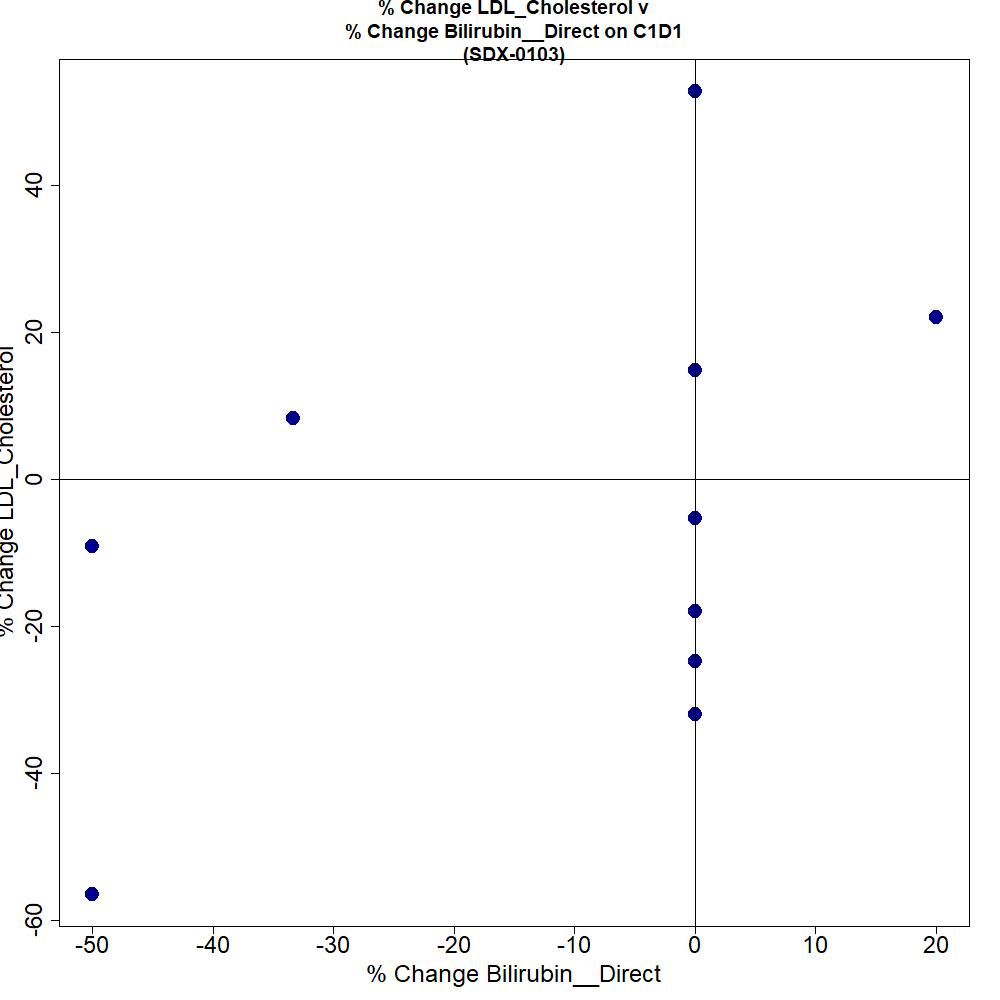 % Change LDL_Cholesterol v
% Change Bilirubin__Direct on C1D1
(SDX-0103)
% Change LDL_Cholesterol
40
20
0
-20
-40
-60
-50 -40 -30 -20 -10 0 10 20
% Change Bilirubin__Direct